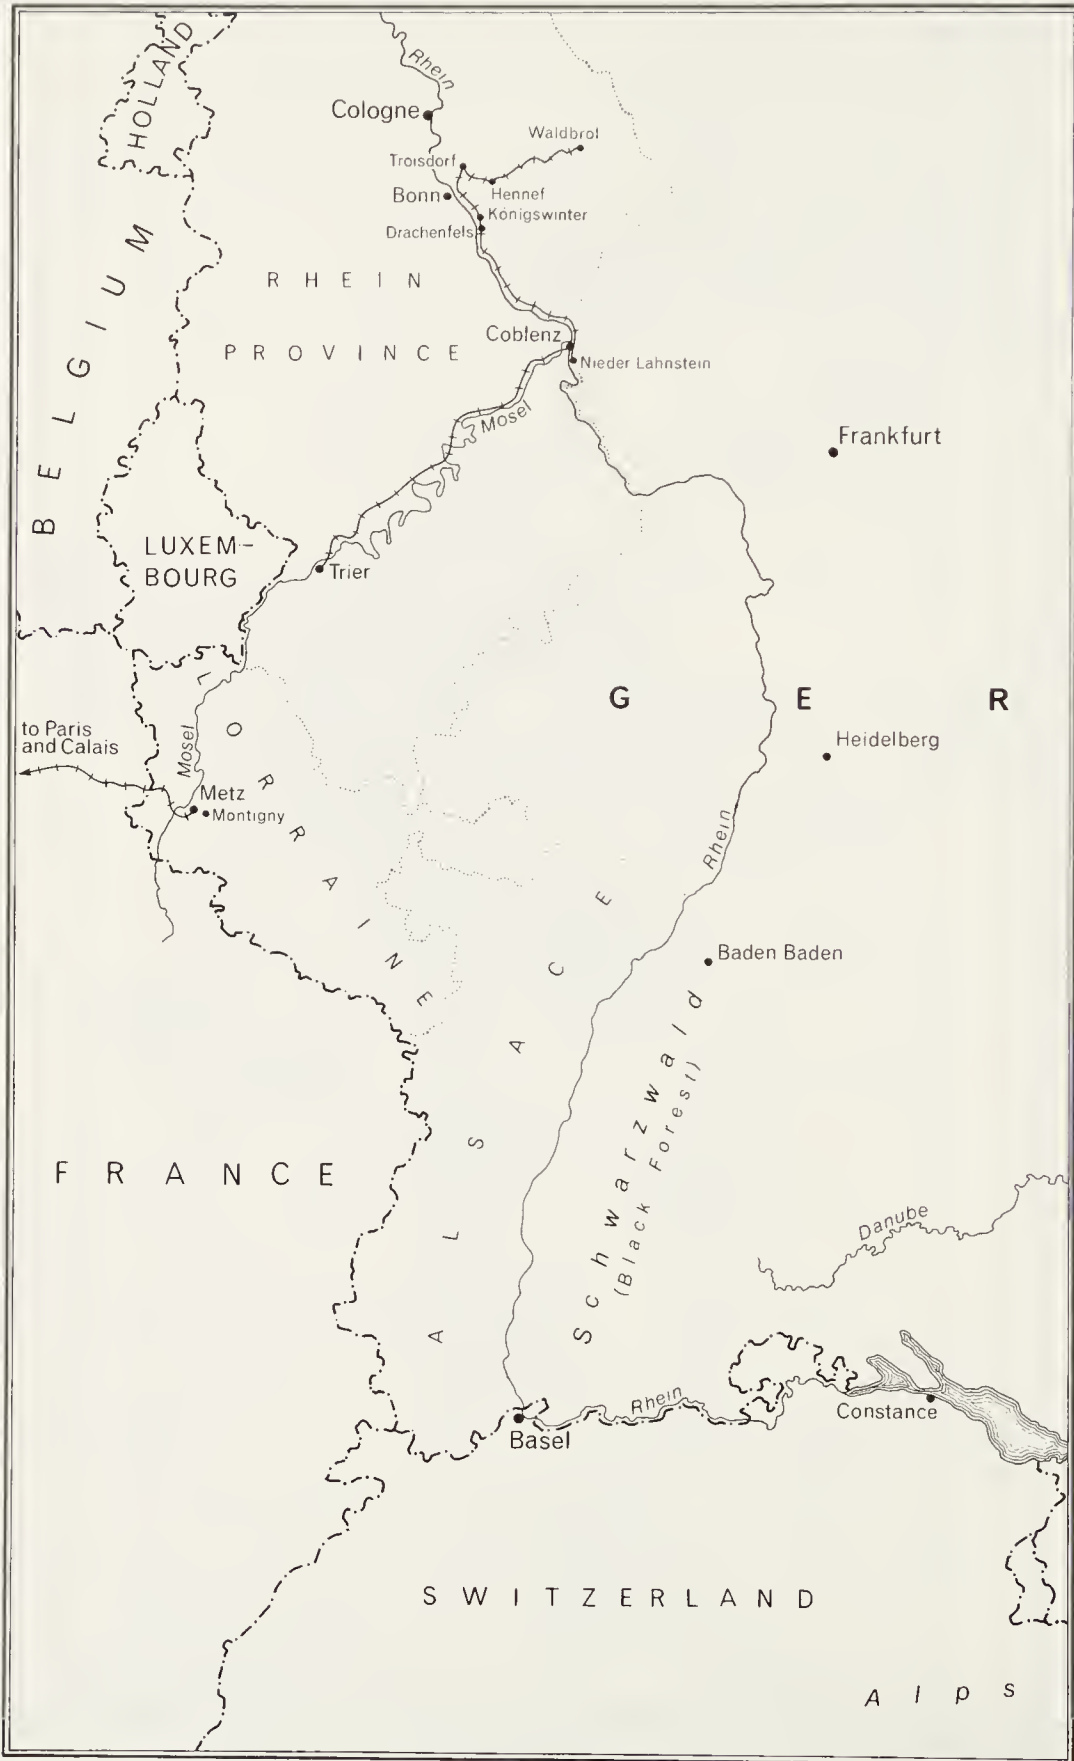 HOLLAND
Rhein
Cologne
Waldbrol
Troisdorf
Hennef
Bonn
Königswinter
Drachenfels
BELGIUM
RHEIN
PROVINCE
Coblenz
Nieder Lahnstein
Mosel
Frankfurt
LUXEM-
BOURG
Trier
GER
LORRAINE
to Paris
and Calais
Mosel
Heidelberg
Metz
Montigny
Rhein
ALSACE
Baden Baden
Schwarzwald
(Black Forest)
FRANCE
Danube
Rhein
Constance
Basel
SWITZERLAND
Alps